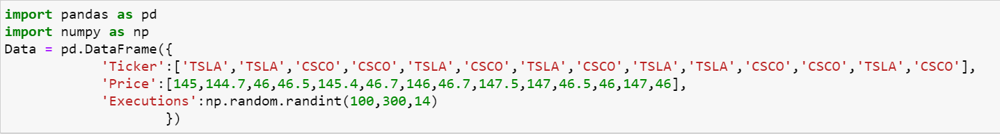 import pandas as pd
import numpy as np
Data = pd.DataFrame({
            'Ticker':['TSLA','TSLA','CSCO','CSCO','TSLA','CSCO','TSLA','CSCO','TSLA','TSLA','CSCO','CSCO','TSLA','CSCO'],
            'Price':[145,144.7,46,46.5,145.4,46.7,146,46.7,147.5,147,46.5,46,147,46],
            'Executions':np.random.randint(100,300,14)
                    })